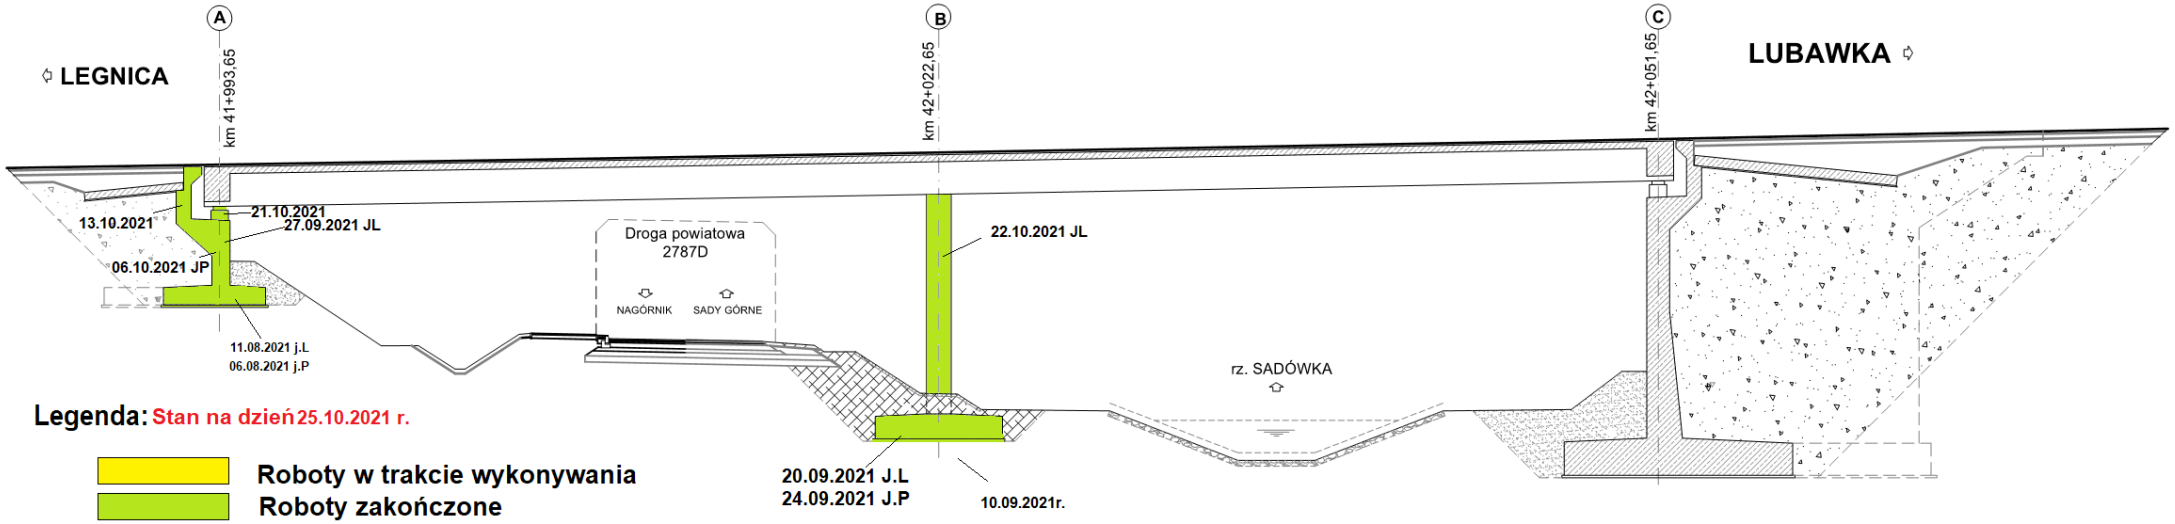 A
B
C
km 41+993,65
km 42+022,65
km 42+051,65
LEGNICA
LUBAWKA
13.10.2021
21.10.2021
27.09.2021 JL
06.10.2021 JP
Droga powiatowa
2787D
NAGÓRNIK
SADY GÓRNE
22.10.2021 JL
11.08.2021 j.L
06.08.2021 j.P
rz. SADÓWKA
Legenda: Stan na dzień 25.10.2021 r.
Roboty w trakcie wykonywania
Roboty zakończone
20.09.2021 J.L
24.09.2021 J.P
10.09.2021r.